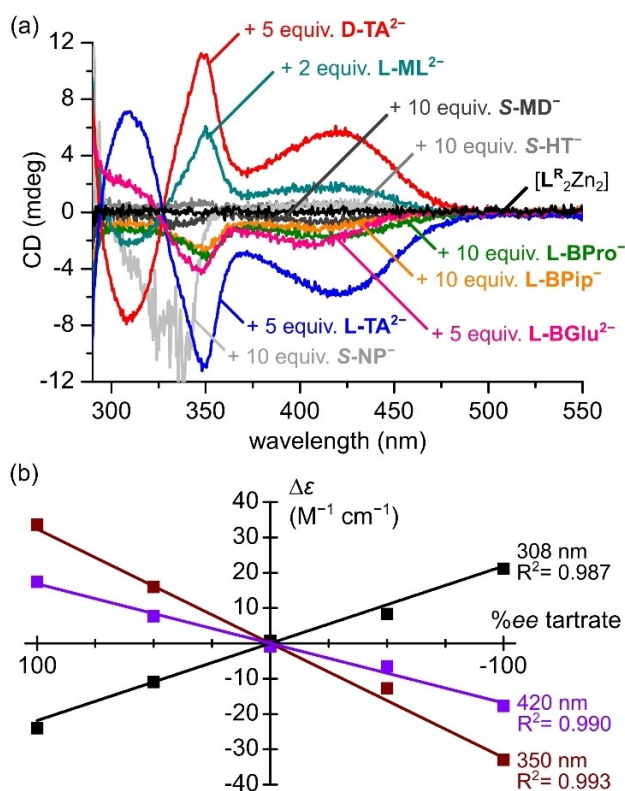 (a)
12
8
4
0
-4
-8
-12
CD (mdeg)
+ 5 equiv. D-TA²⁻
+ 2 equiv. L-ML²⁻
+ 10 equiv. S-MD⁻
+ 10 equiv. S-HT⁻
[Lᴿ₂Zn₂]
+ 10 equiv. L-BPro⁻
+ 10 equiv. L-BPip⁻
+ 5 equiv. L-TA²⁻
+ 5 equiv. L-BGlu²⁻
+ 10 equiv. S-NP⁻
300 350 400 450 500 550
wavelength (nm)
(b)
Δε
(M⁻¹ cm⁻¹)
40
30
20
10
-10
-20
-30
-40
308 nm
R²= 0.987
%ee tartrate
100
-100
420 nm
R²= 0.990
350 nm
R²= 0.993